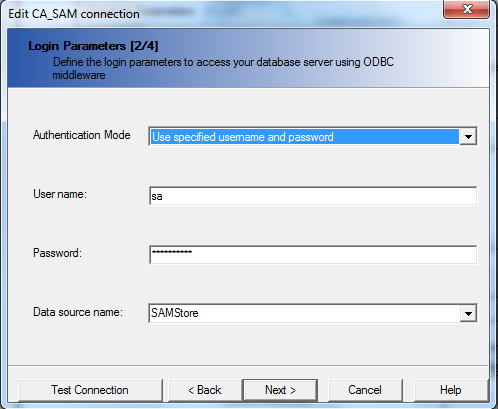 Edit CA_SAM connection
Login Parameters [2/4]
Define the login parameters to access your database server using ODBC
middleware
Authentication Mode
Use specified username and password
User name:
sa
Password:
**********
Data source name:
SAMStore
Test Connection
< Back
Next >
Cancel
Help